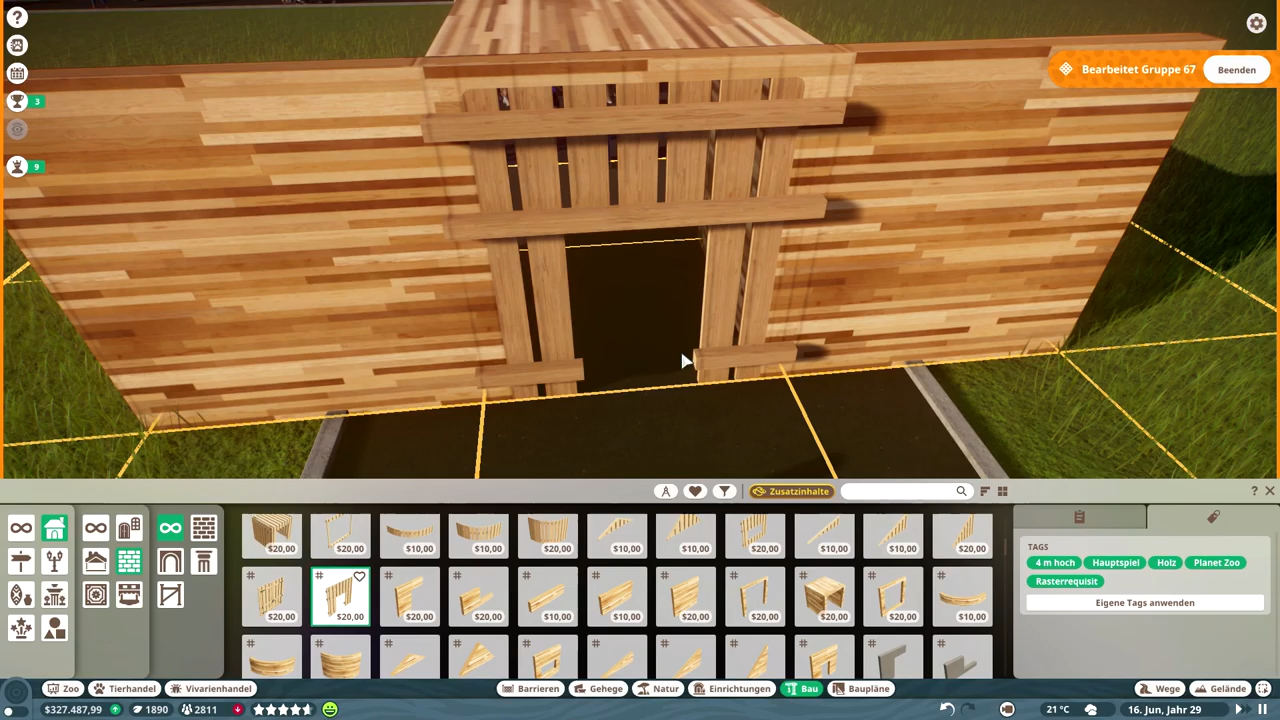 ?
Bearbeitet Gruppe 67
Beenden
3
9
Zusatzinhalte
?
$20,00 $20,00 $10,00 $10,00 $20,00 $10,00 $10,00 $20,00 $10,00 $10,00 $20,00
$20,00 $20,00 $20,00 $20,00 $10,00 $10,00 $20,00 $20,00 $20,00 $20,00 $10,00
TAGS
4 m hoch Hauptspiel Holz Planet Zoo
Rasterrequisit
Eigene Tags anwenden
Zoo Tierhandel Vivarienhandel Barrieren Gehege Natur Einrichtungen Bau Baupläne Wege Gelände
$327.487,99 1890 2811 21 °C 16. Jun, Jahr 29